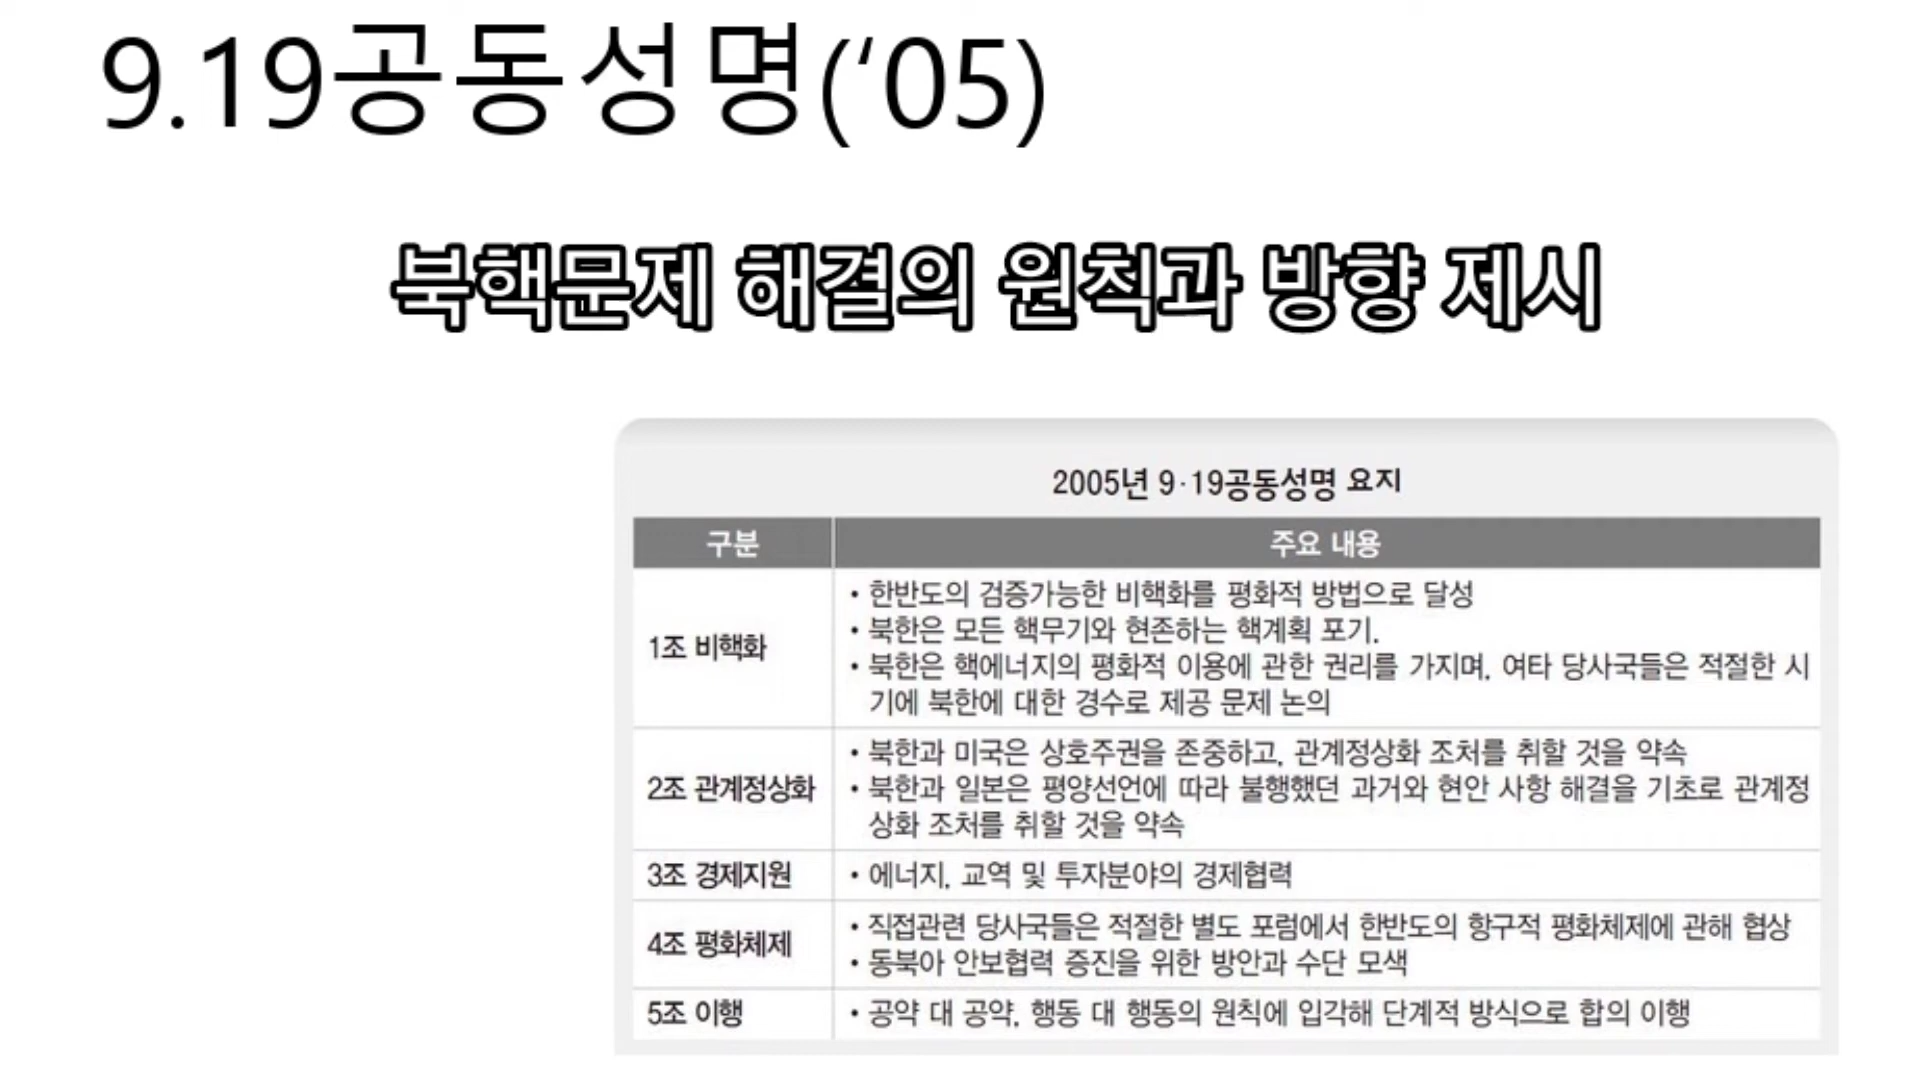 9.19공동성명(‘05)
북핵문제 해결의 원칙과 방향 제시
2005년 9·19공동성명 요지
구분 주요 내용
1조 비핵화
• 한반도의 검증가능한 비핵화를 평화적 방법으로 달성
• 북한은 모든 핵무기와 현존하는 핵계획 포기.
• 북한은 핵에너지의 평화적 이용에 관한 권리를 가지며, 여타 당사국들은 적절한 시
기에 북한에 대한 경수로 제공 문제 논의
2조 관계정상화
• 북한과 미국은 상호주권을 존중하고, 관계정상화 조처를 취할 것을 약속
• 북한과 일본은 평양선언에 따라 불행했던 과거와 현안 사항 해결을 기초로 관계정
상화 조처를 취할 것을 약속
3조 경제지원
• 에너지, 교역 및 투자분야의 경제협력
4조 평화체제
• 직접관련 당사국들은 적절한 별도 포럼에서 한반도의 항구적 평화체제에 관해 협상
• 동북아 안보협력 증진을 위한 방안과 수단 모색
5조 이행
• 공약 대 공약, 행동 대 행동의 원칙에 입각해 단계적 방식으로 합의 이행